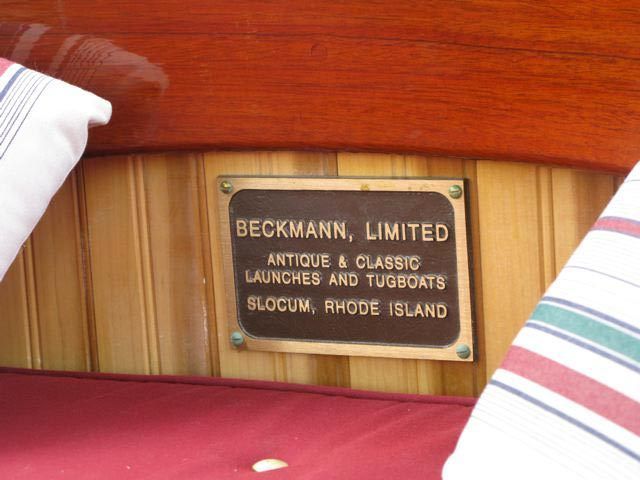 BECKMANN, LIMITED
ANTIQUE & CLASSIC
LAUNCHES AND TUGBOATS
SLOCUM, RHODE ISLAND